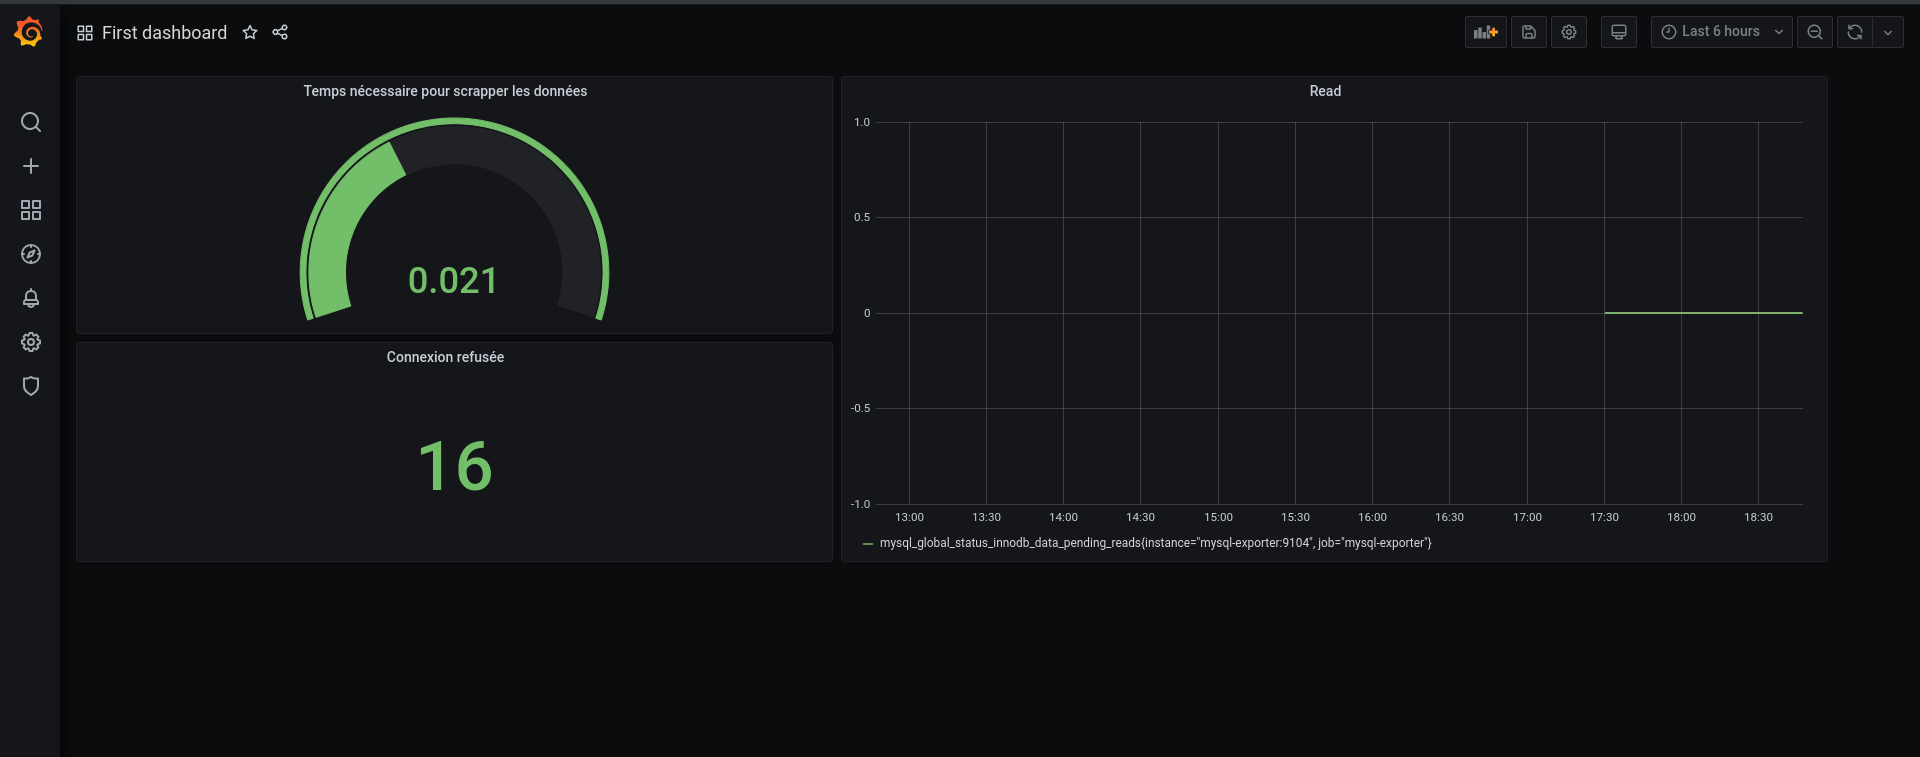 First dashboard
Last 6 hours
Temps nécessaire pour scrapper les données
0.021
Connexion refusée
16
Read
1.0
0.5
0
-0.5
-1.0
13:00 13:30 14:00 14:30 15:00 15:30 16:00 16:30 17:00 17:30 18:00 18:30
mysql_global_status_innodb_data_pending_reads{instance="mysql-exporter:9104", job="mysql-exporter"}